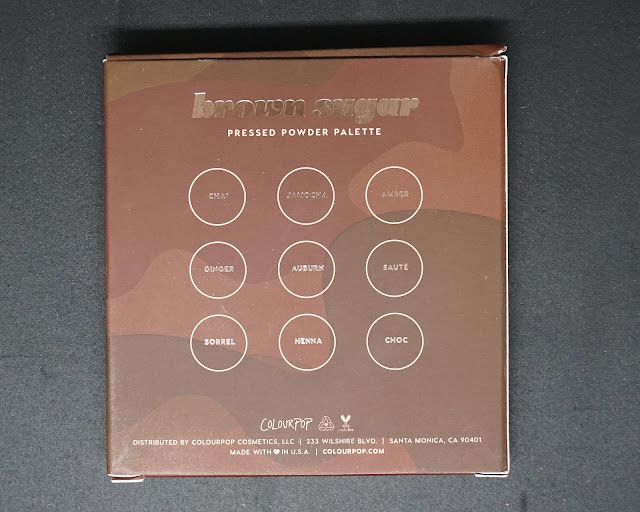 brown sugar
PRESSED POWDER PALETTE
CHAI JAMOCHA AMBER
GINGER AUBURN SAUTÉ
SORREL HENNA CHOC
COLOURPOP
DISTRIBUTED BY COLOURPOP COSMETICS, LLC | 233 WILSHIRE BLVD. | SANTA MONICA, CA 90401
MADE WITH ♥ IN U.S.A. | COLOURPOP.COM